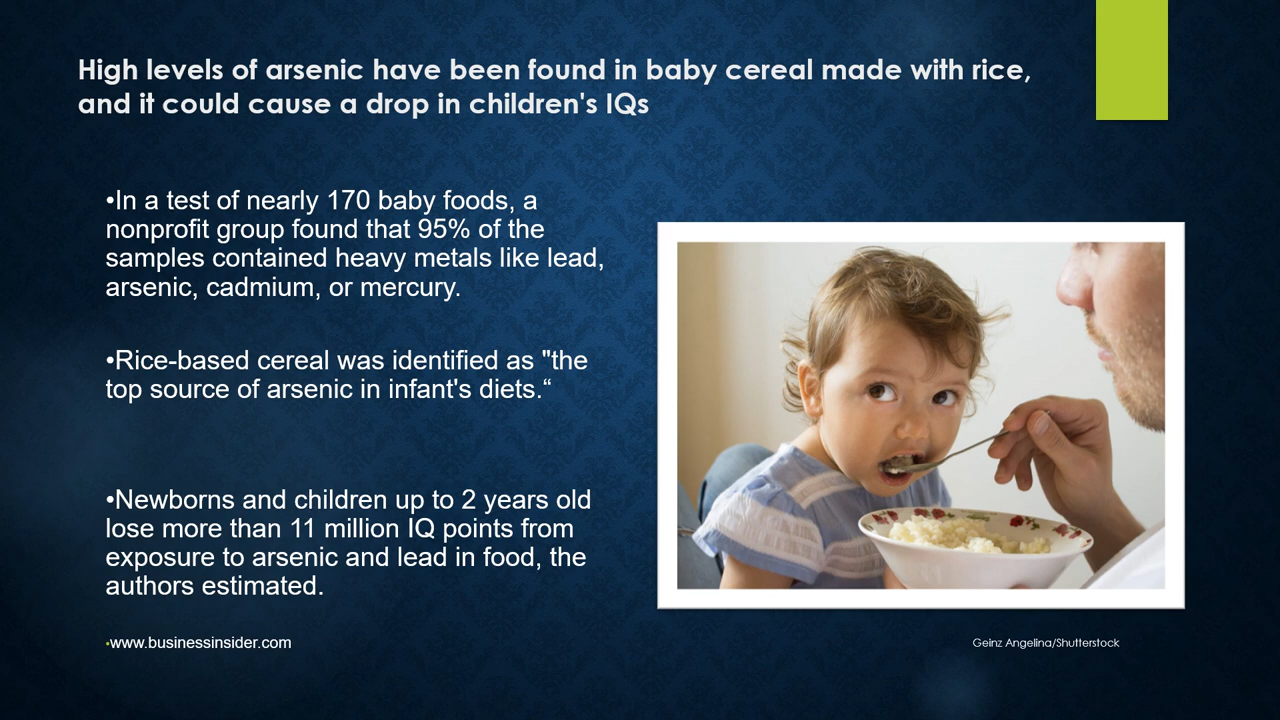 High levels of arsenic have been found in baby cereal made with rice,
and it could cause a drop in children's IQs
•In a test of nearly 170 baby foods, a
nonprofit group found that 95% of the
samples contained heavy metals like lead,
arsenic, cadmium, or mercury.
•Rice-based cereal was identified as "the
top source of arsenic in infant's diets.“
•Newborns and children up to 2 years old
lose more than 11 million IQ points from
exposure to arsenic and lead in food, the
authors estimated.
•www.businessinsider.com
Geinz Angelina/Shutterstock